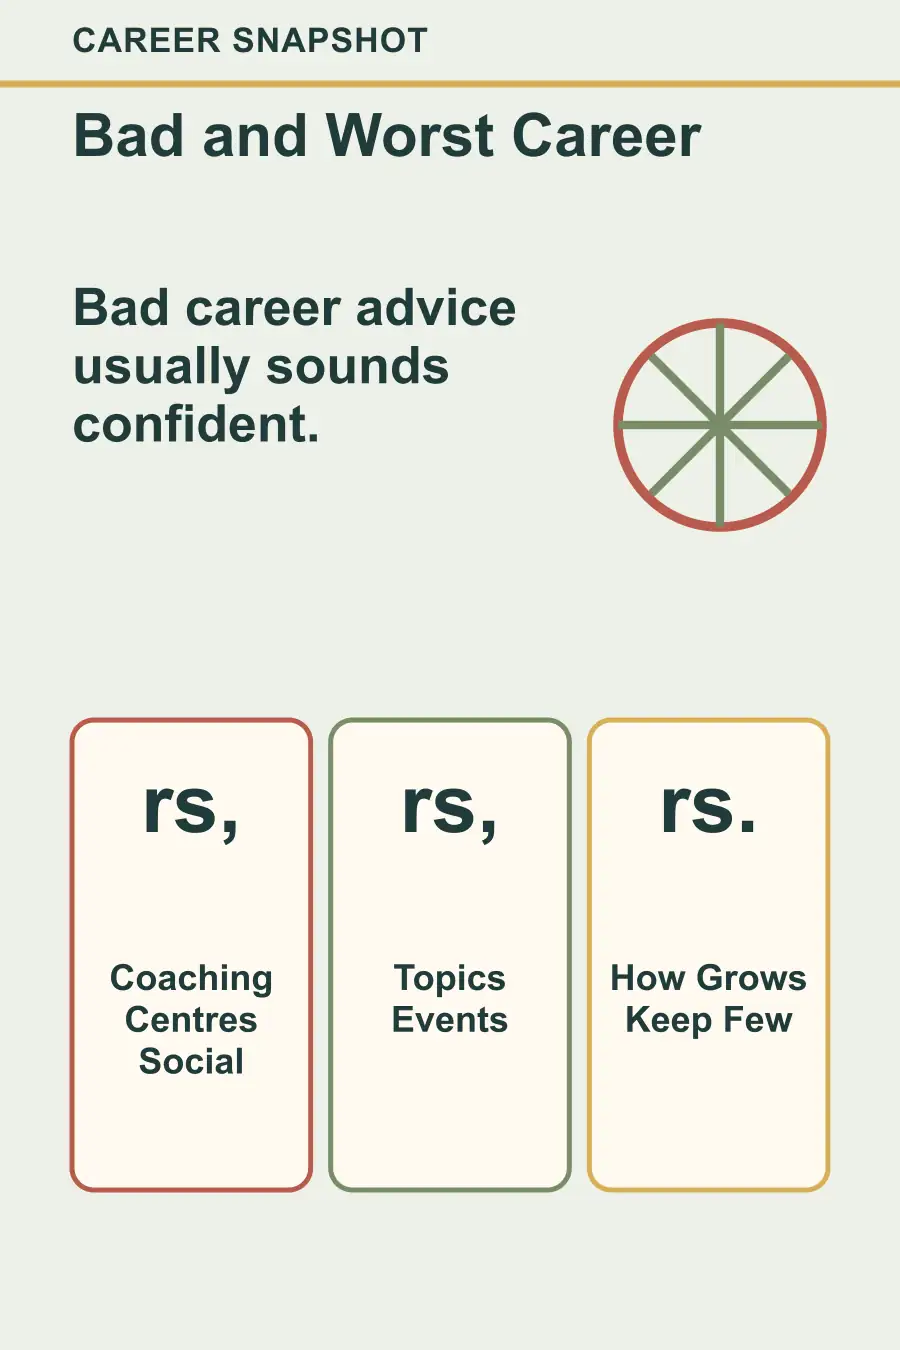 CAREER SNAPSHOT
Bad and Worst Career
Bad career advice
usually sounds
confident.
rs,
Coaching
Centres
Social
rs,
Topics
Events
rs.
How Grows
Keep Few